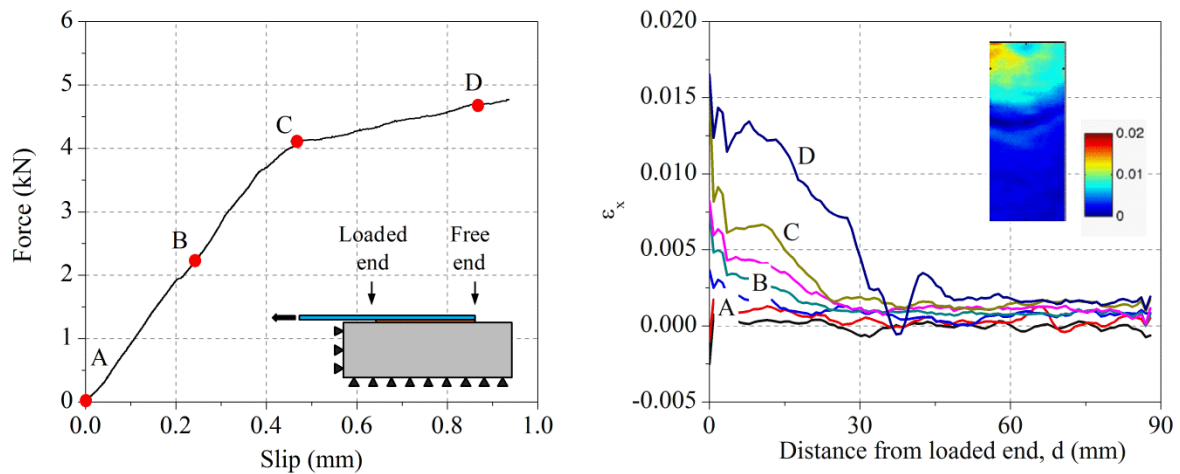 6
5
4
3
2
1
0
Force (kN)
0.0 0.2 0.4 0.6 0.8 1.0
Slip (mm)
A
B
C
D
Loaded end
Free end
0.020
0.015
0.010
0.005
0.000
-0.005
εx
0 30 60 90
Distance from loaded end, d (mm)
D
C
B
A
0.02
0.01
0